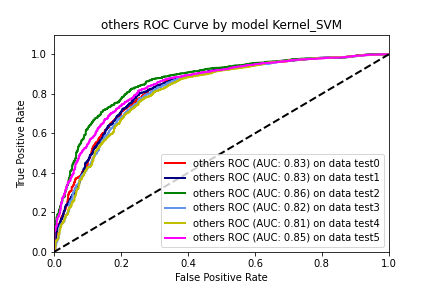 others ROC Curve by model Kernel_SVM
True Positive Rate
1.0
0.8
0.6
0.4
0.2
0.0
others ROC (AUC: 0.83) on data test0
others ROC (AUC: 0.83) on data test1
others ROC (AUC: 0.86) on data test2
others ROC (AUC: 0.82) on data test3
others ROC (AUC: 0.81) on data test4
others ROC (AUC: 0.85) on data test5
0.0 0.2 0.4 0.6 0.8 1.0
False Positive Rate